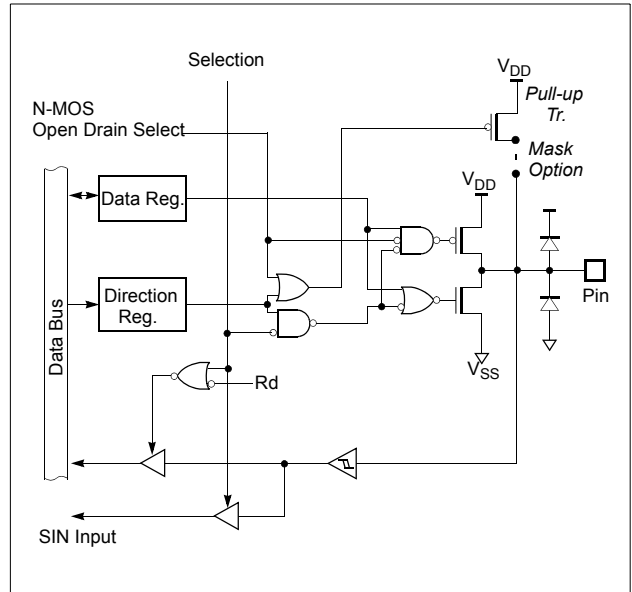 Selection
VDD
N-MOS
Open Drain Select
Pull-up
Tr.
Mask
Option
Data Reg.
VDD
Direction
Reg.
Data Bus
Pin
VSS
Rd
SIN Input